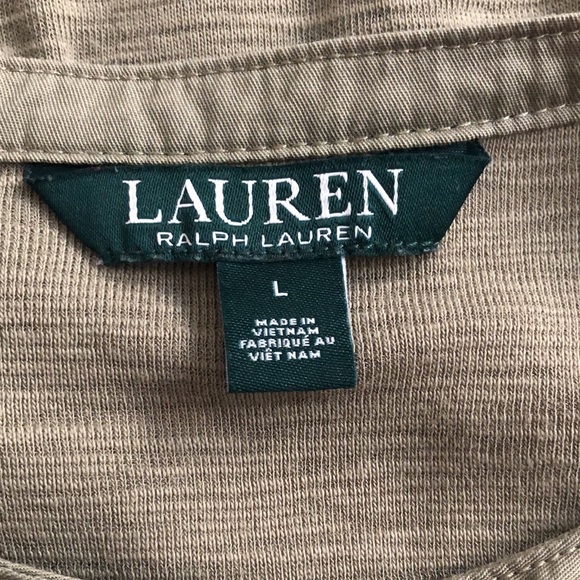 LAUREN
RALPH LAUREN
L
MADE IN
VIETNAM
FABRIQUÉ AU
VIÊT NAM